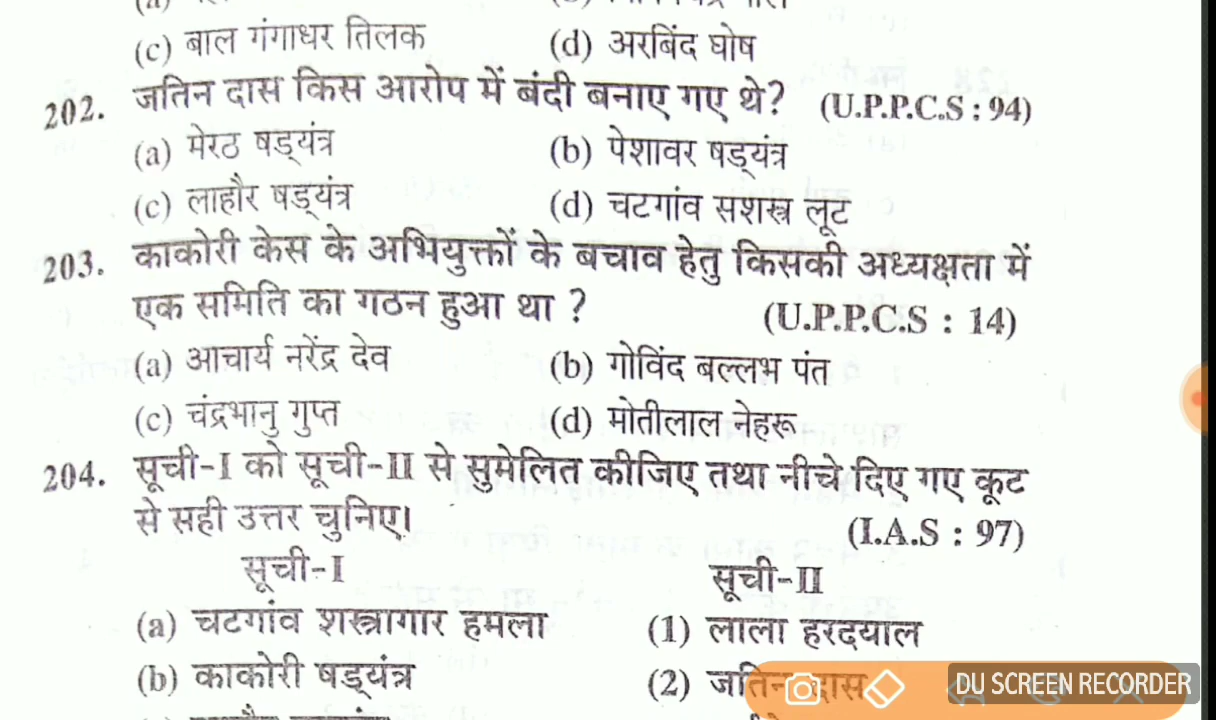 (c) बाल गंगाधर तिलक (d) अरबिंद घोष
202. जतिन दास किस आरोप में बंदी बनाए गए थे? (U.P.P.C.S : 94)
(a) मेरठ षड्यंत्र (b) पेशावर षड्यंत्र
(c) लाहौर षड्यंत्र (d) चटगांव सशस्त्र लूट
203. काकोरी केस के अभियुक्तों के बचाव हेतु किसकी अध्यक्षता में
एक समिति का गठन हुआ था ? (U.P.P.C.S : 14)
(a) आचार्य नरेंद्र देव (b) गोविंद बल्लभ पंत
(c) चंद्रभानु गुप्त (d) मोतीलाल नेहरू
204. सूची-I को सूची-II से सुमेलित कीजिए तथा नीचे दिए गए कूट
से सही उत्तर चुनिए। (I.A.S : 97)
सूची-I सूची-II
(a) चटगांव शस्त्रागार हमला (1) लाला हरदयाल
(b) काकोरी षड्यंत्र (2) जतिन दास
DU SCREEN RECORDER